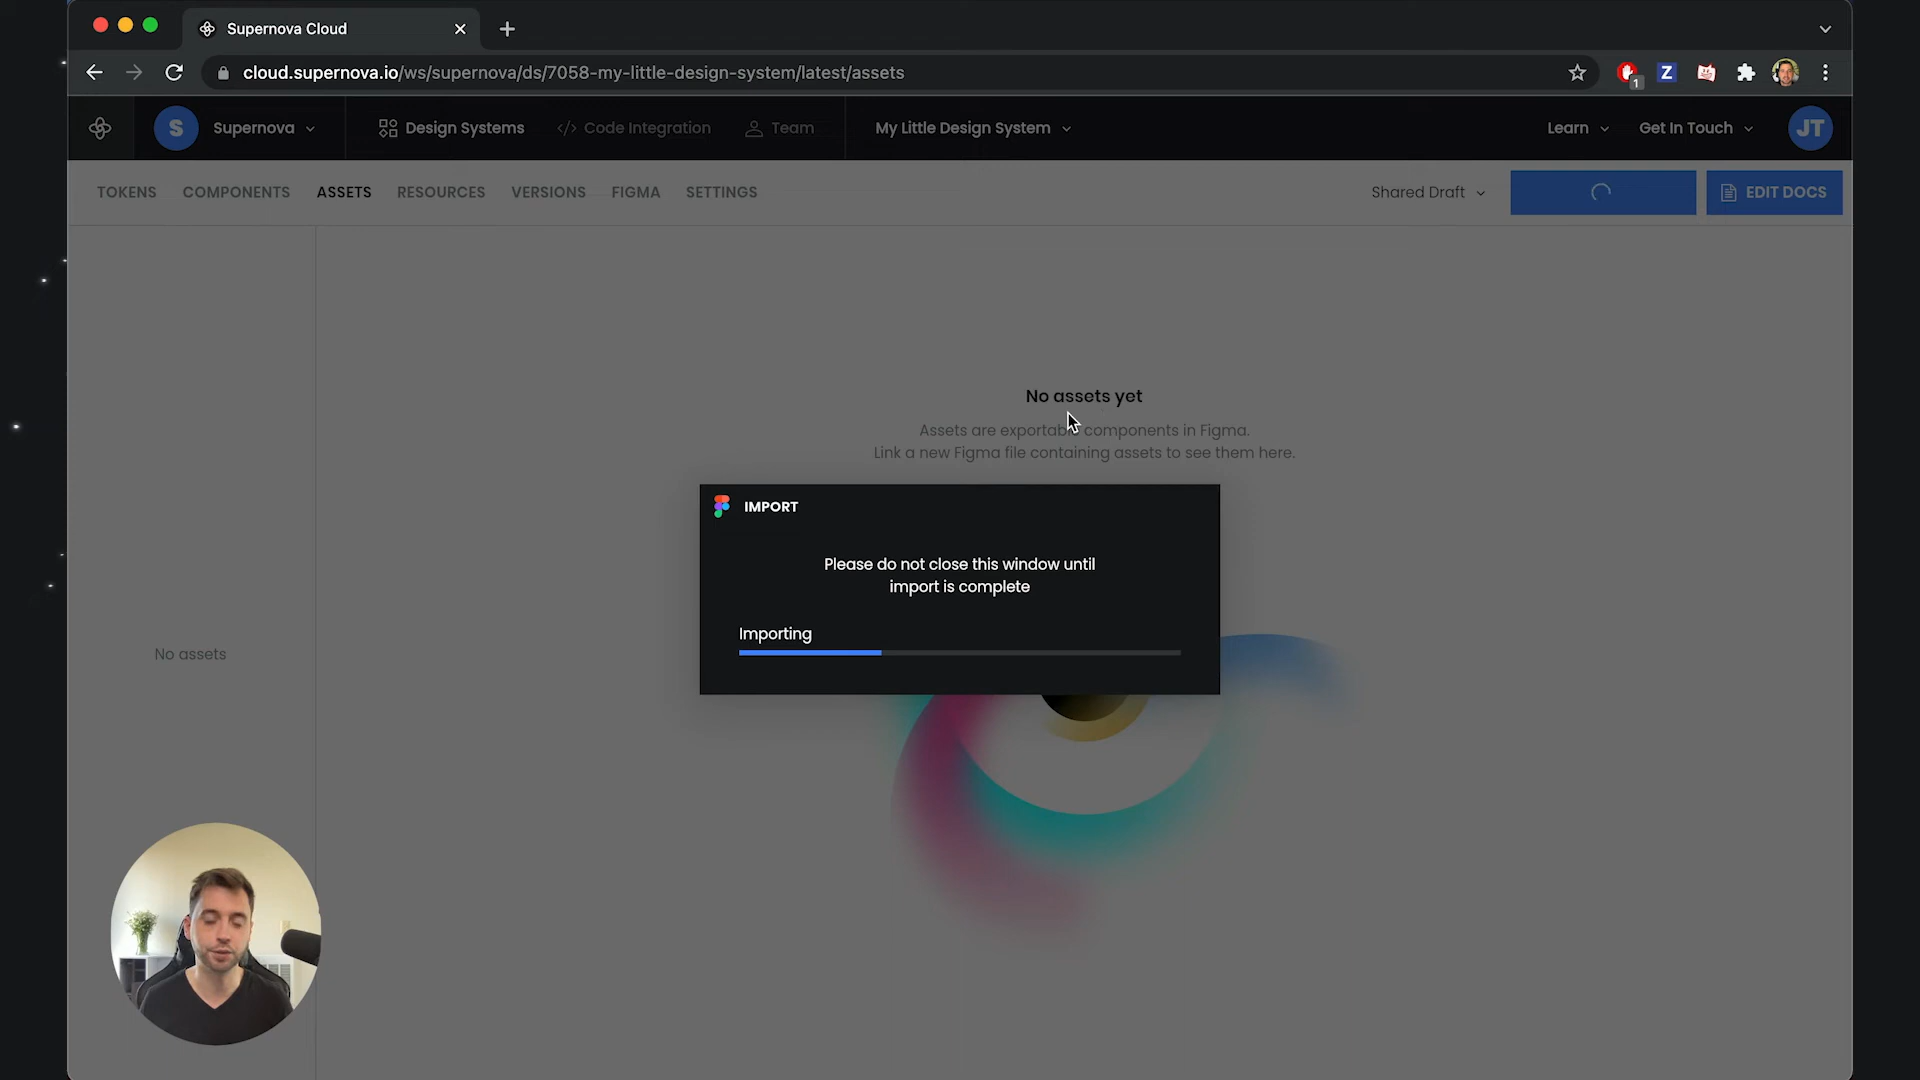 Supernova Cloud
cloud.supernova.io/ws/supernova/ds/7058-my-little-design-system/latest/assets
1
Z
S
Supernova
Design Systems
</> Code Integration
Team
My Little Design System
Learn
Get In Touch
JT
TOKENS
COMPONENTS
ASSETS
RESOURCES
VERSIONS
FIGMA
SETTINGS
Shared Draft
EDIT DOCS
No assets yet
Assets are exportable components in Figma.
Link a new Figma file containing assets to see them here.
IMPORT
Please do not close this window until
import is complete
Importing
No assets